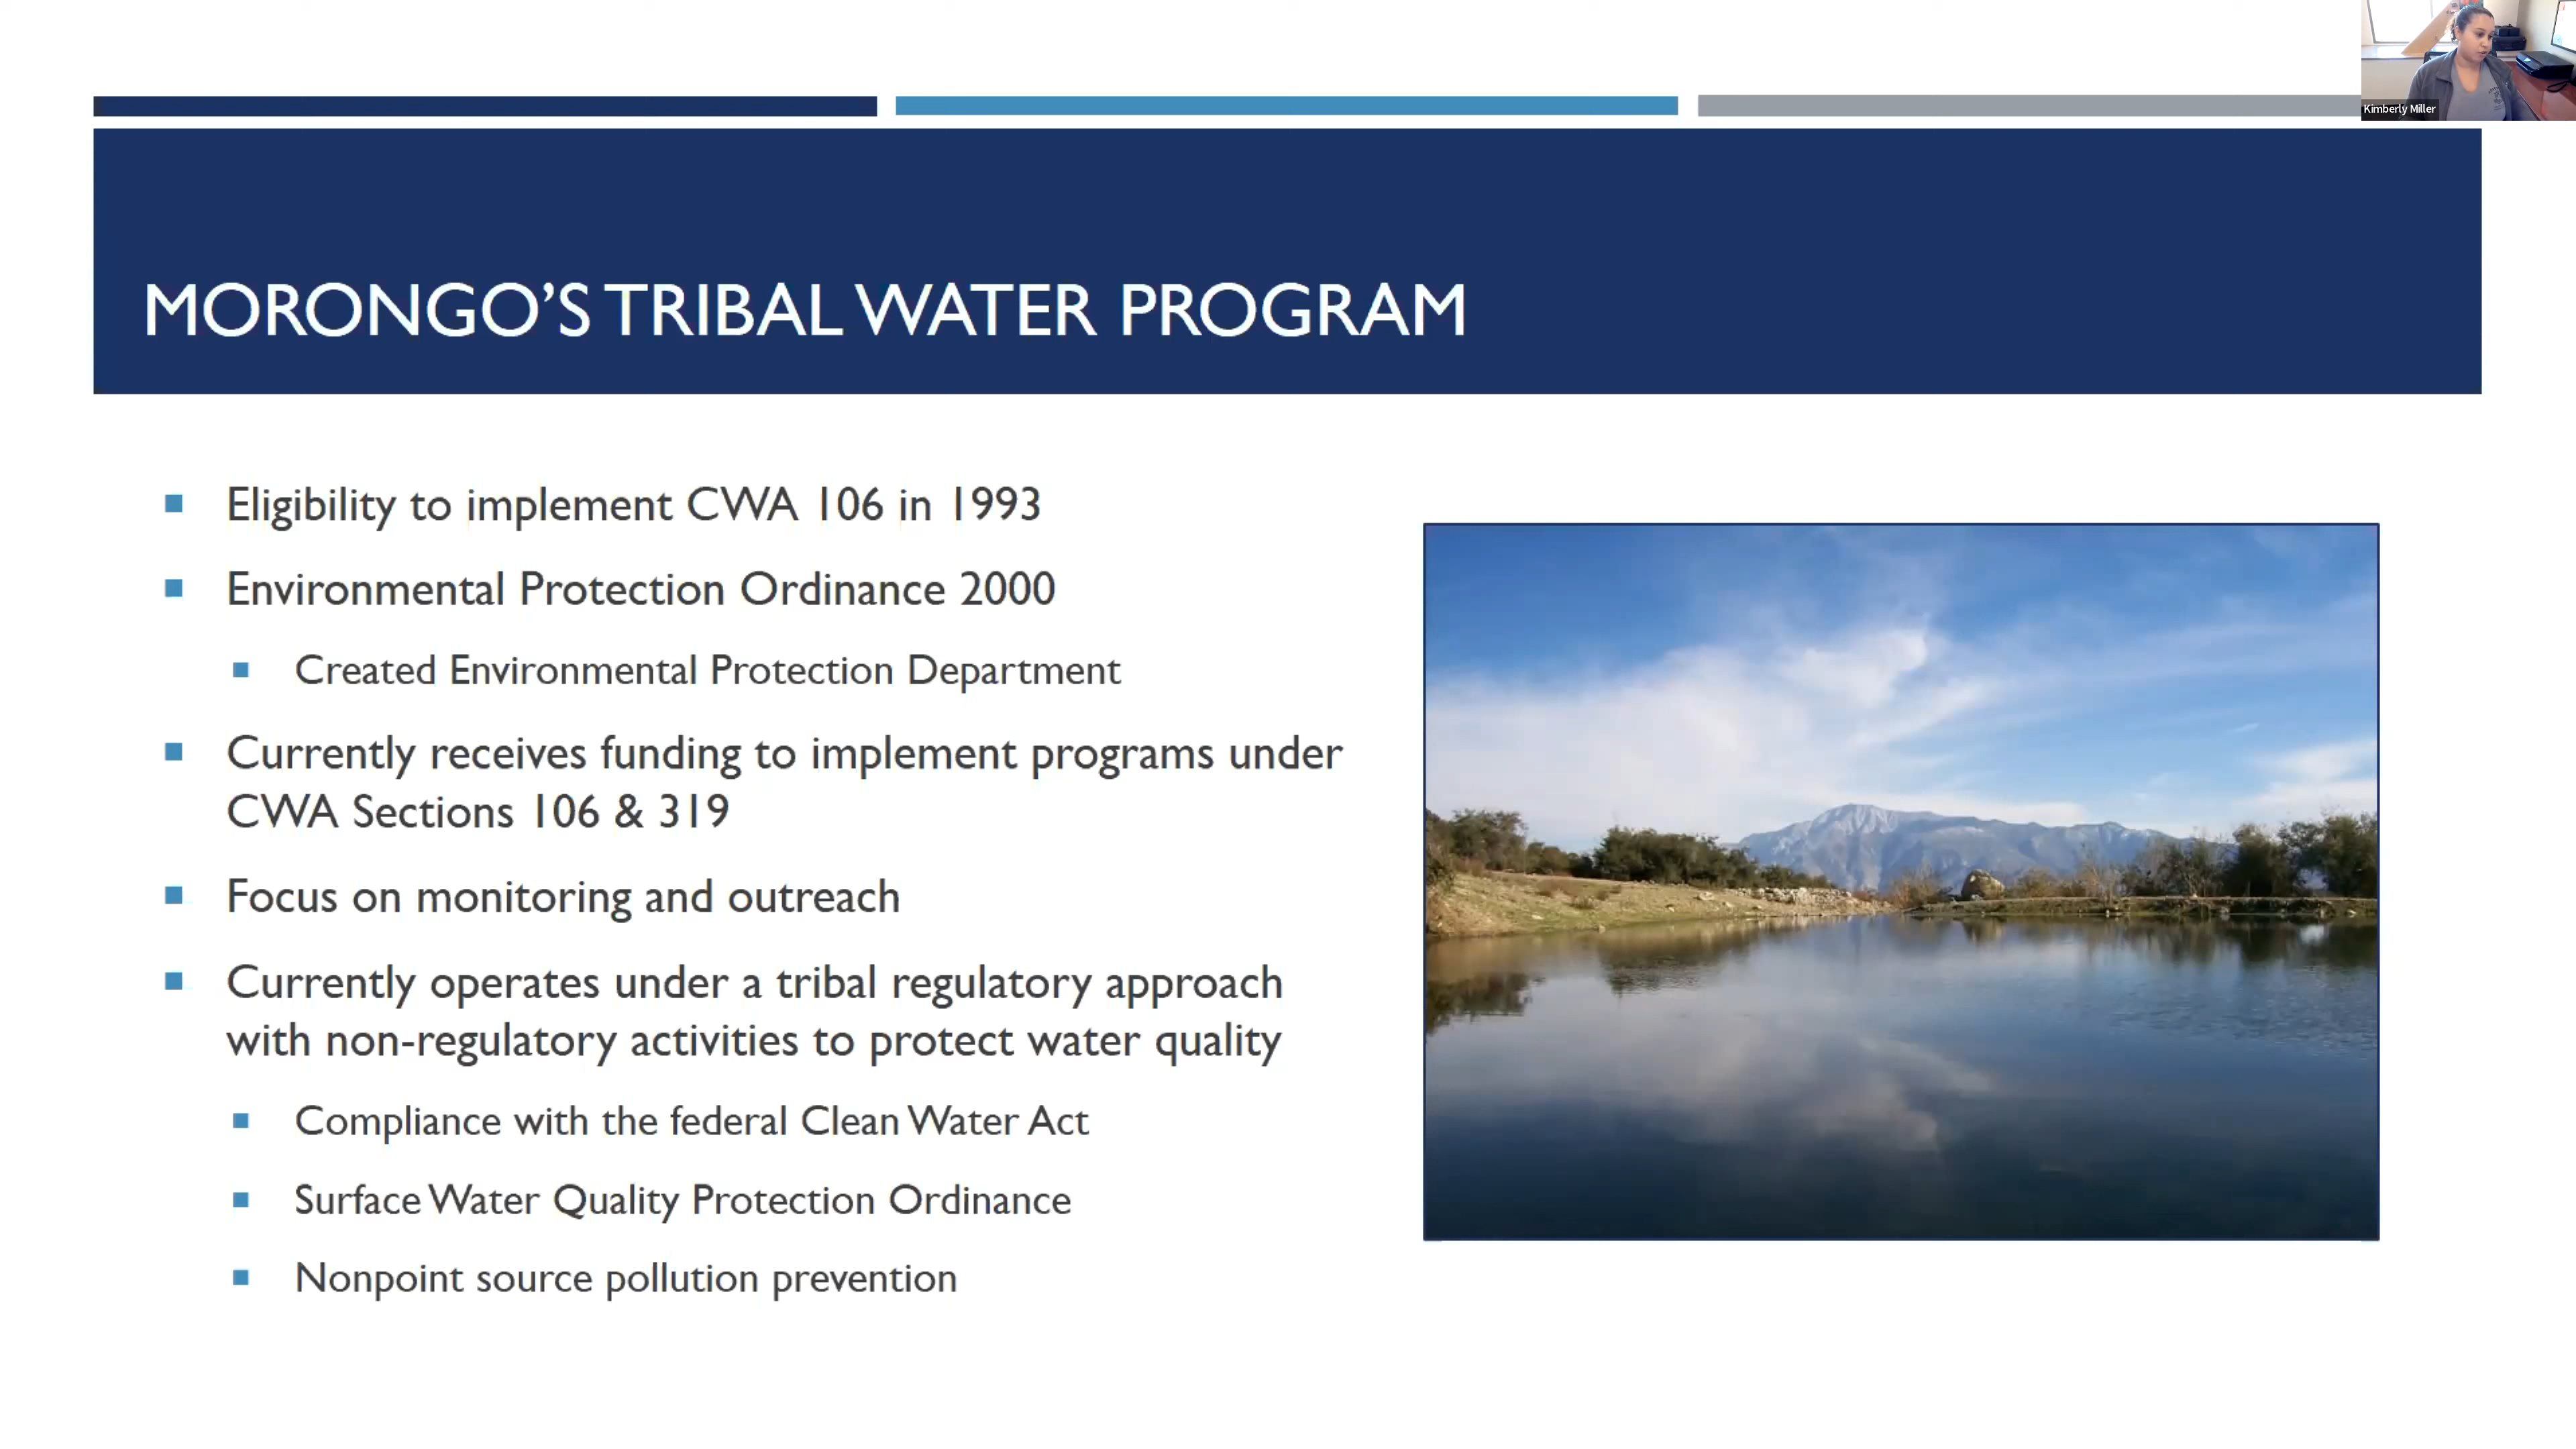 Kimberly Miller
MORONGO'S TRIBAL WATER PROGRAM
Eligibility to implement CWA 106 in 1993
Environmental Protection Ordinance 2000
Created Environmental Protection Department
Currently receives funding to implement programs under
CWA Sections 106 & 319
Focus on monitoring and outreach
Currently operates under a tribal regulatory approach
with non-regulatory activities to protect water quality
Compliance with the federal Clean Water Act
Surface Water Quality Protection Ordinance
Nonpoint source pollution prevention